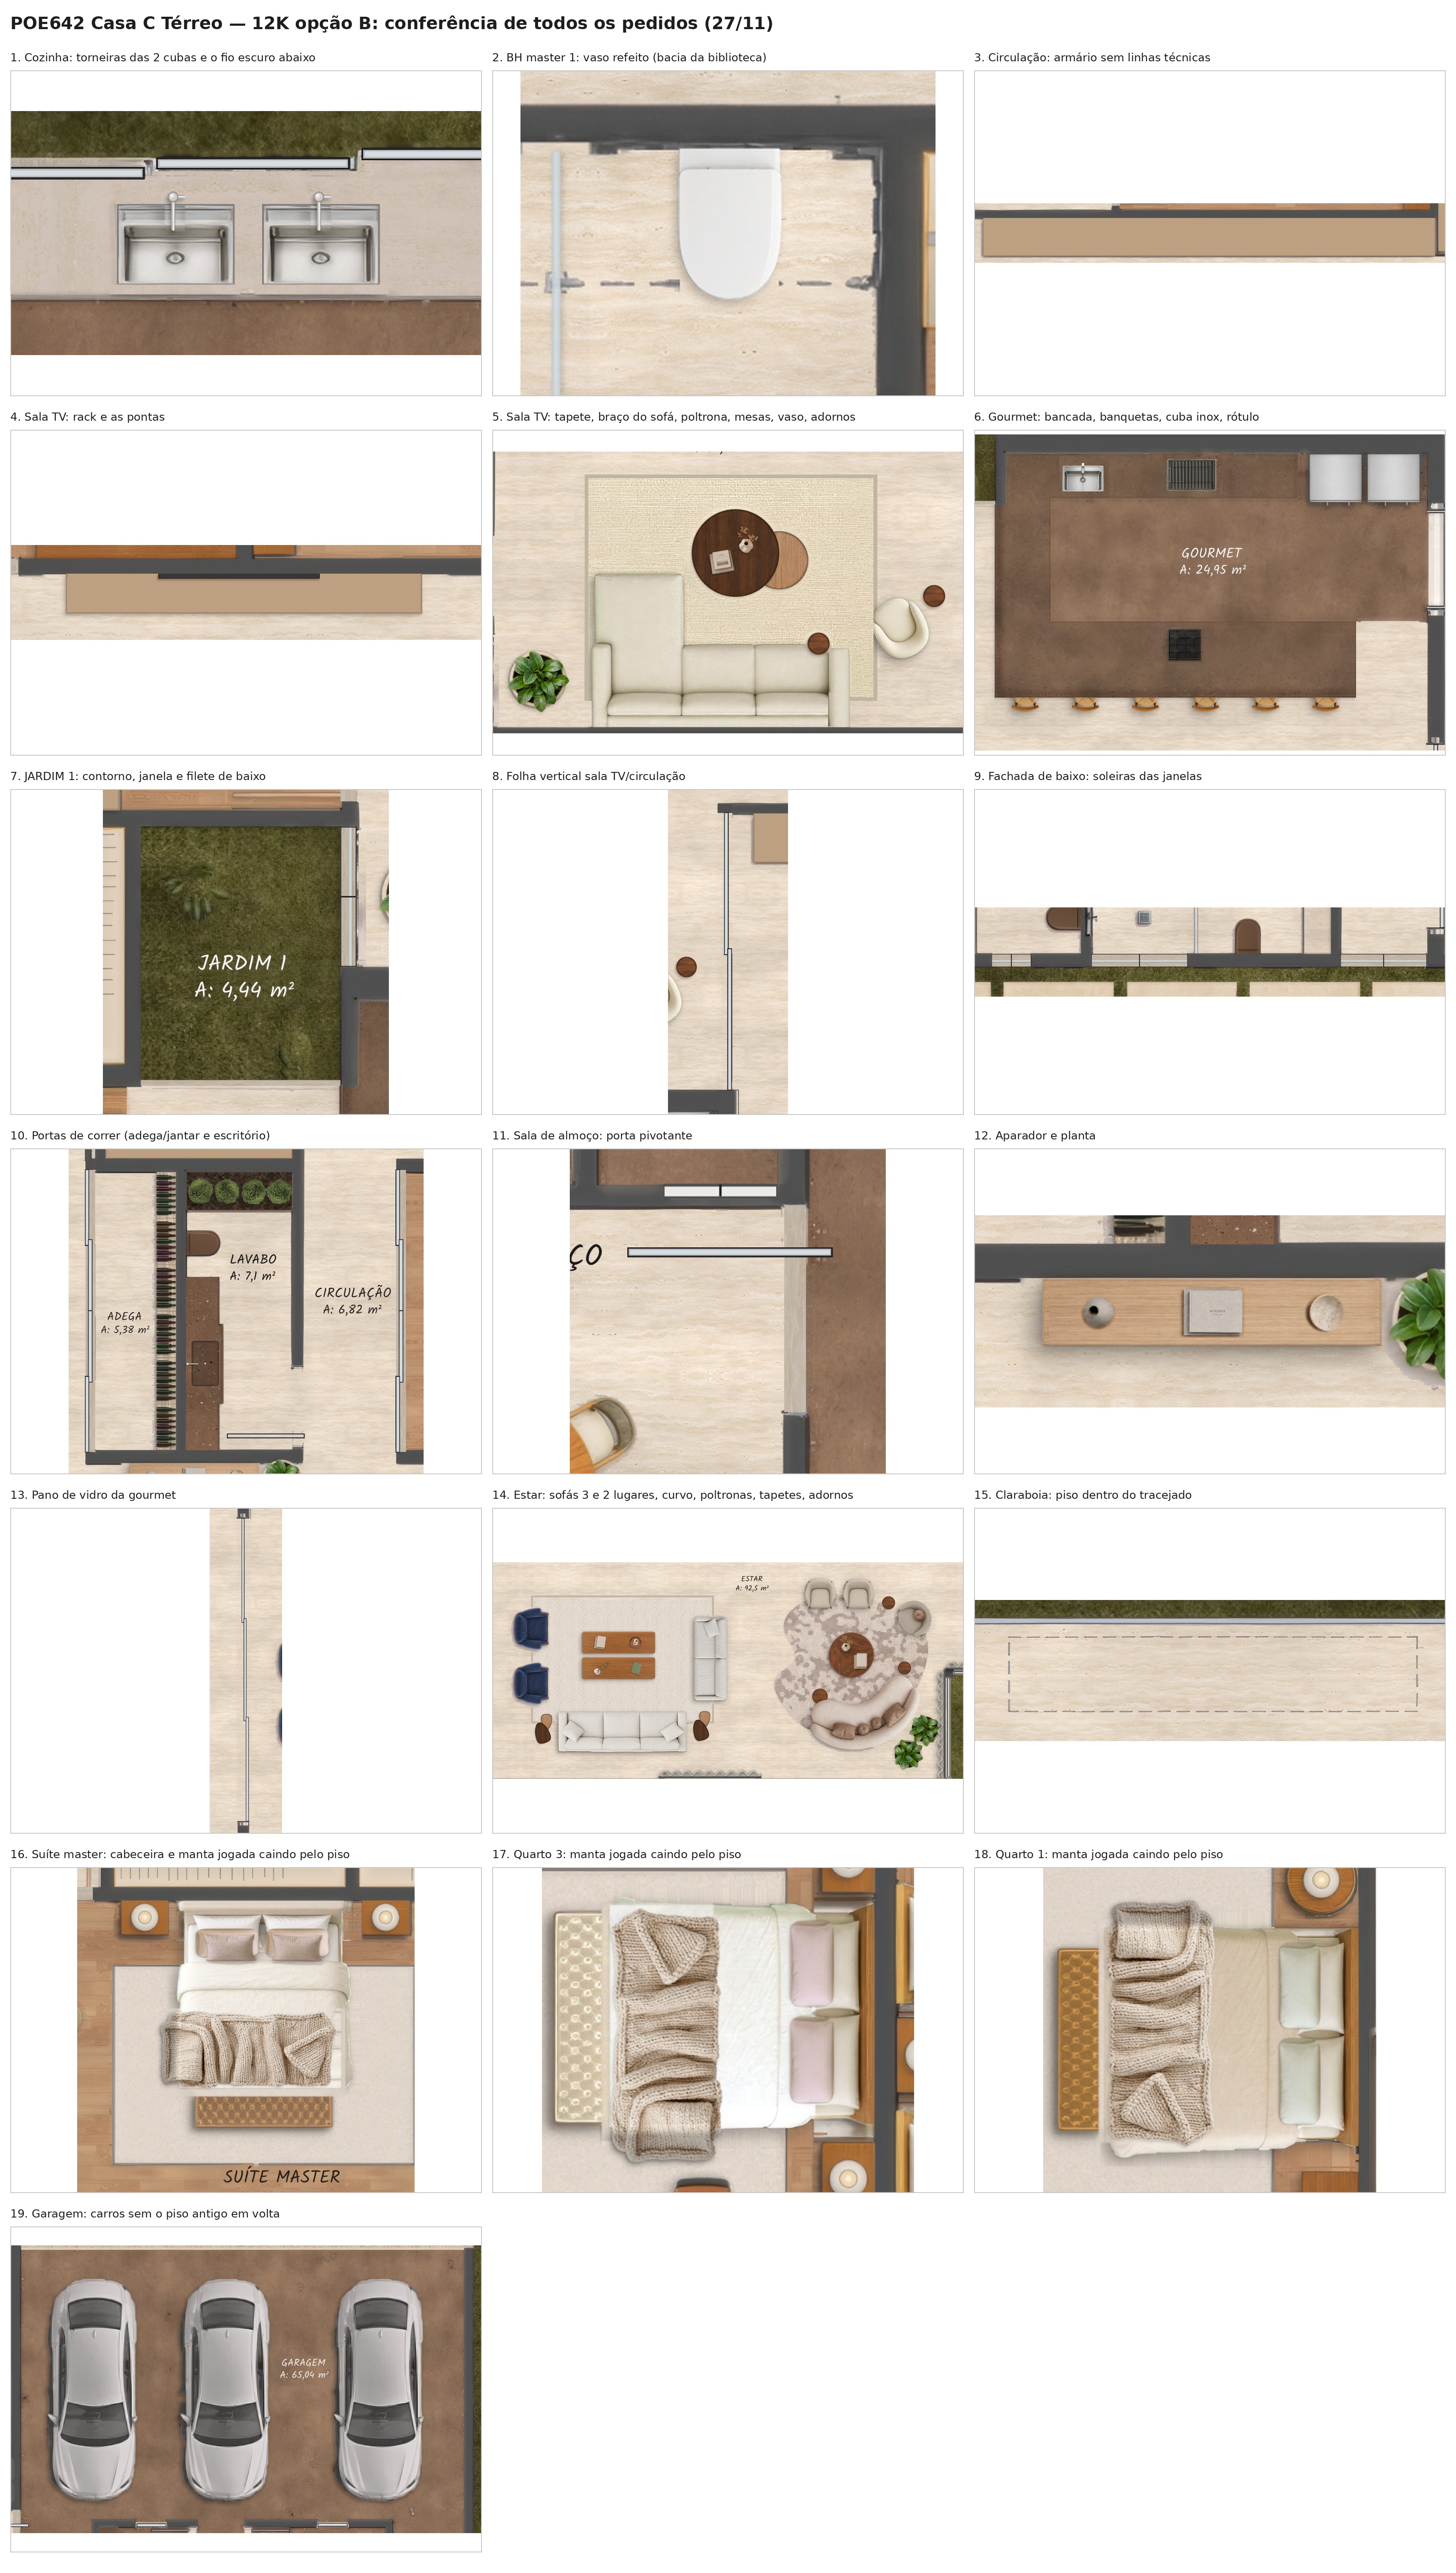 POE642 Casa C Térreo — 12K opção B: conferência de todos os pedidos (27/11)
1. Cozinha: torneiras das 2 cubas e o fio escuro abaixo
2. BH master 1: vaso refeito (bacia da biblioteca)
3. Circulação: armário sem linhas técnicas
4. Sala TV: rack e as pontas
5. Sala TV: tapete, braço do sofá, poltrona, mesas, vaso, adornos
6. Gourmet: bancada, banquetas, cuba inox, rótulo
GOURMET
A: 24,95 m²
7. JARDIM 1: contorno, janela e filete de baixo
8. Folha vertical sala TV/circulação
9. Fachada de baixo: soleiras das janelas
JARDIM 1
A: 4,44 m²
10. Portas de correr (adega/jantar e escritório)
11. Sala de almoço: porta pivotante
12. Aparador e planta
LAVABO
A: 7,1 m²
CIRCULAÇÃO
A: 6,82 m²
ADEGA
A: 5,38 m²
ÇO
13. Pano de vidro da gourmet
14. Estar: sofás 3 e 2 lugares, curvo, poltronas, tapetes, adornos
15. Claraboia: piso dentro do tracejado
ESTAR
A: 92,5 m²
16. Suíte master: cabeceira e manta jogada caindo pelo piso
17. Quarto 3: manta jogada caindo pelo piso
18. Quarto 1: manta jogada caindo pelo piso
SUÍTE MASTER
19. Garagem: carros sem o piso antigo em volta
GARAGEM
A: 65,04 m²